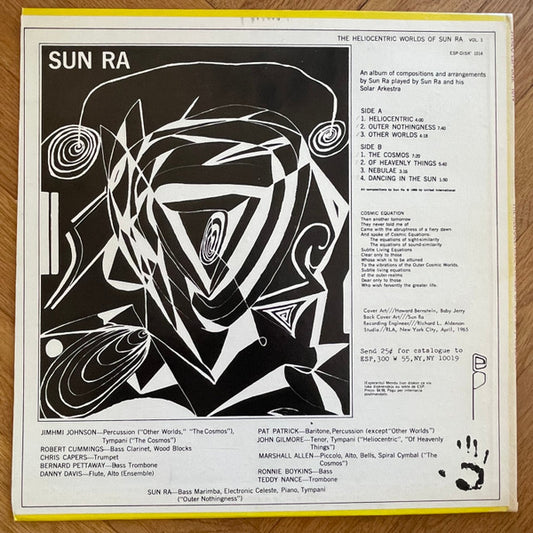 THE HELIOCENTRIC WORLDS OF SUN RA VOL 1
ESP-DISK' 1014
SUN RA
An album of compositions and arrangements
by Sun Ra played by Sun Ra and his
Solar Arkestra
SIDE A
1. HELIOCENTRIC 4:00
2. OUTER NOTHINGNESS 7:40
3. OTHER WORLDS 4:18
SIDE B
1. THE COSMOS 7:20
2. OF HEAVENLY THINGS 5:40
3. NEBULAE 3:16
4. DANCING IN THE SUN 1:50
All compositions by Sun Ra © 1965 by United International
COSMIC EQUATION
Then another tomorrow
They never told me of
Came with the abruptness of a fiery dawn
And spoke of Cosmic Equations:
The equations of sight-similarity
The equations of sound-similarity
Subtle Living Equations
Clear only to those
Whose wish is to be attuned
To the vibrations of the Outer Cosmic Worlds.
Subtle living equations
of the outer-realms
Dear only to those
Who wish fervently the greater life.
Cover Art///Howard Bernstein, Baby Jerry
Back Cover Art///Sun Ra
Recording Engineer///Richard L. Alderson
Studio//RLA, New York City, April, 1965
Send 25¢ for catalogue to
ESP, 300 W 55, NY, NY 10019
JIMHMI JOHNSON—Percussion ("Other Worlds," "The Cosmos"),
Tympani ("The Cosmos")
ROBERT CUMMINGS—Bass Clarinet, Wood Blocks
CHRIS CAPERS—Trumpet
BERNARD PETTAWAY—Bass Trombone
DANNY DAVIS—Flute, Alto (Ensemble)
PAT PATRICK—Baritone, Percussion (except "Other Worlds")
JOHN GILMORE—Tenor, Tympani ("Heliocentric", "Of Heavenly
Things")
MARSHALL ALLEN—Piccolo, Alto, Bells, Spiral Cymbal ("The
Cosmos")
RONNIE BOYKINS—Bass
TEDDY NANCE—Trombone
SUN RA—Bass Marimba, Electronic Celeste, Piano, Tympani
("Outer Nothingness")